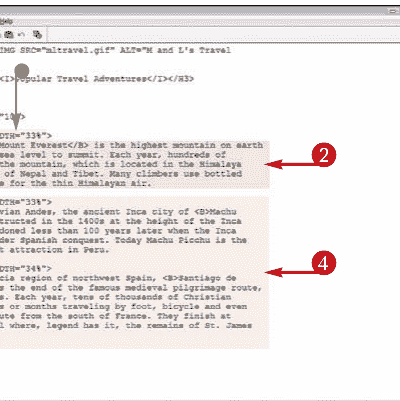 Help
IMG SRC="mltravel.gif" ALT="M and L's Travel
<I>Popular Travel Adventures</I></H3>
"10">
DTH="33%">
Mount Everest</B> is the highest mountain on earth
sea level to summit. Each year, hundreds of
the mountain, which is located in the Himalaya
of Nepal and Tibet. Many climbers use bottled
e for the thin Himalayan air.
2
DTH="33%">
vian Andes, the ancient Inca city of <B>Machu
tructed in the 1400s at the height of the Inca
doned less than 100 years later when the Inca
der Spanish conquest. Today Machu Picchu is the
t attraction in Peru.
4
DTH="34%">
cia region of northwest Spain, <B>Santiago de
s the end of the famous medieval pilgrimage route,
s. Each year, tens of thousands of Christian
s or months traveling by foot, bicycle and even
ute from the south of France. They finish at
l where, legend has it, the remains of St. James